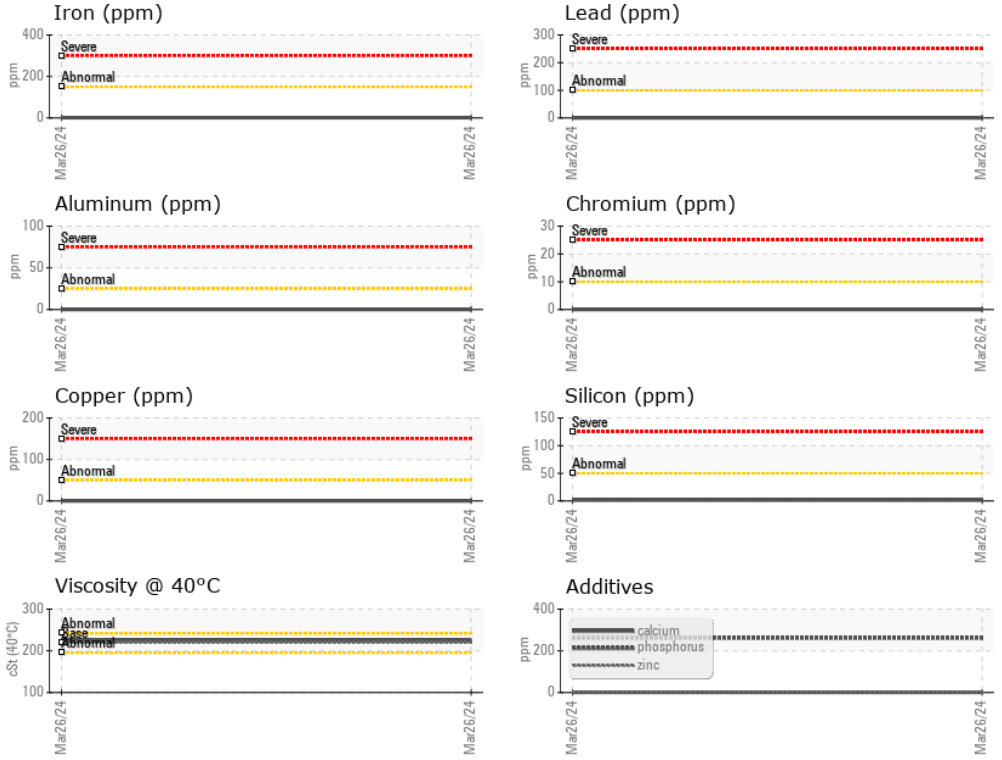 Iron (ppm)
400
200
0
ppm
Severe
Abnormal
Mar26/24
Mar26/24
Lead (ppm)
300
200
100
0
ppm
Severe
Abnormal
Mar26/24
Mar26/24
Aluminum (ppm)
100
50
0
ppm
Severe
Abnormal
Mar26/24
Mar26/24
Chromium (ppm)
30
20
10
0
ppm
Severe
Abnormal
Mar26/24
Mar26/24
Copper (ppm)
200
100
0
ppm
Severe
Abnormal
Mar26/24
Mar26/24
Silicon (ppm)
150
100
50
0
ppm
Severe
Abnormal
Mar26/24
Mar26/24
Viscosity @ 40°C
300
200
100
cSt (40°C)
Abnormal
Base
Abnormal
Mar26/24
Mar26/24
Additives
400
200
0
ppm
calcium
phosphorus
zinc
Mar26/24
Mar26/24